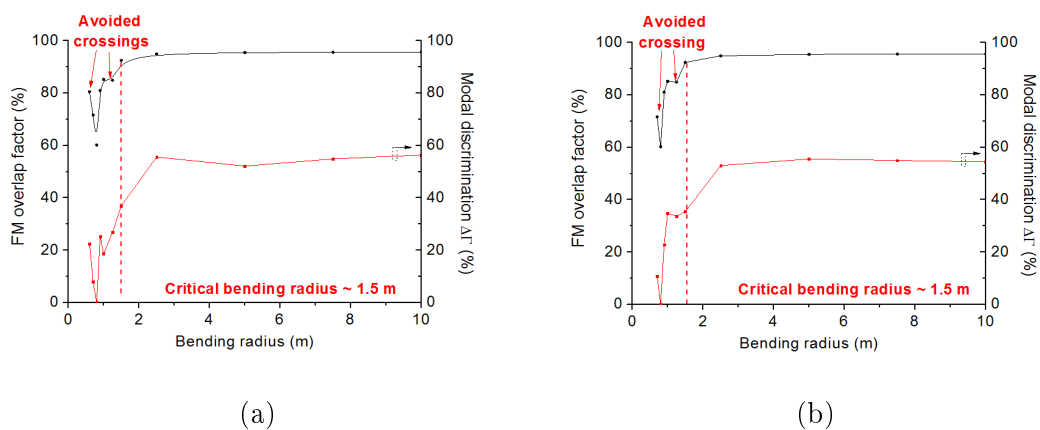 Avoided
crossings
100
80
60
40
20
0
FM overlap factor (%)
100
80
60
40
20
0
Modal discrimination ΔΓ (%)
Critical bending radius ~ 1.5 m
0
2
4
6
8
10
Bending radius (m)
(a)
Avoided
crossing
100
80
60
40
20
0
FM overlap factor (%)
100
80
60
40
20
0
Modal discrimination ΔΓ (%)
Critical bending radius ~ 1.5 m
0
2
4
6
8
10
Bending radius (m)
(b)